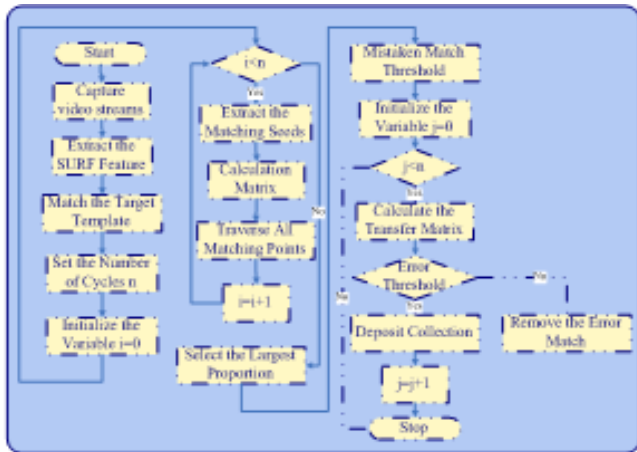 Start
Capture
video streams
Extract the
SURF Feature
Match the Target
Template
Set the Number
of Cycles n
Initialize the
Variable i=0
i<n
Yes
Extract the
Matching Seeds
Calculation
Matrix
No
Traverse All
Matching Points
i=i+1
Select the Largest
Proportion
Mistaken Match
Threshold
Initialize the
Variable j=0
j<n
Yes
Calculate the
Transfer Matrix
Error
Threshold
No
No
Yes
Deposit Collection
Remove the Error
Match
j=j+1
Stop